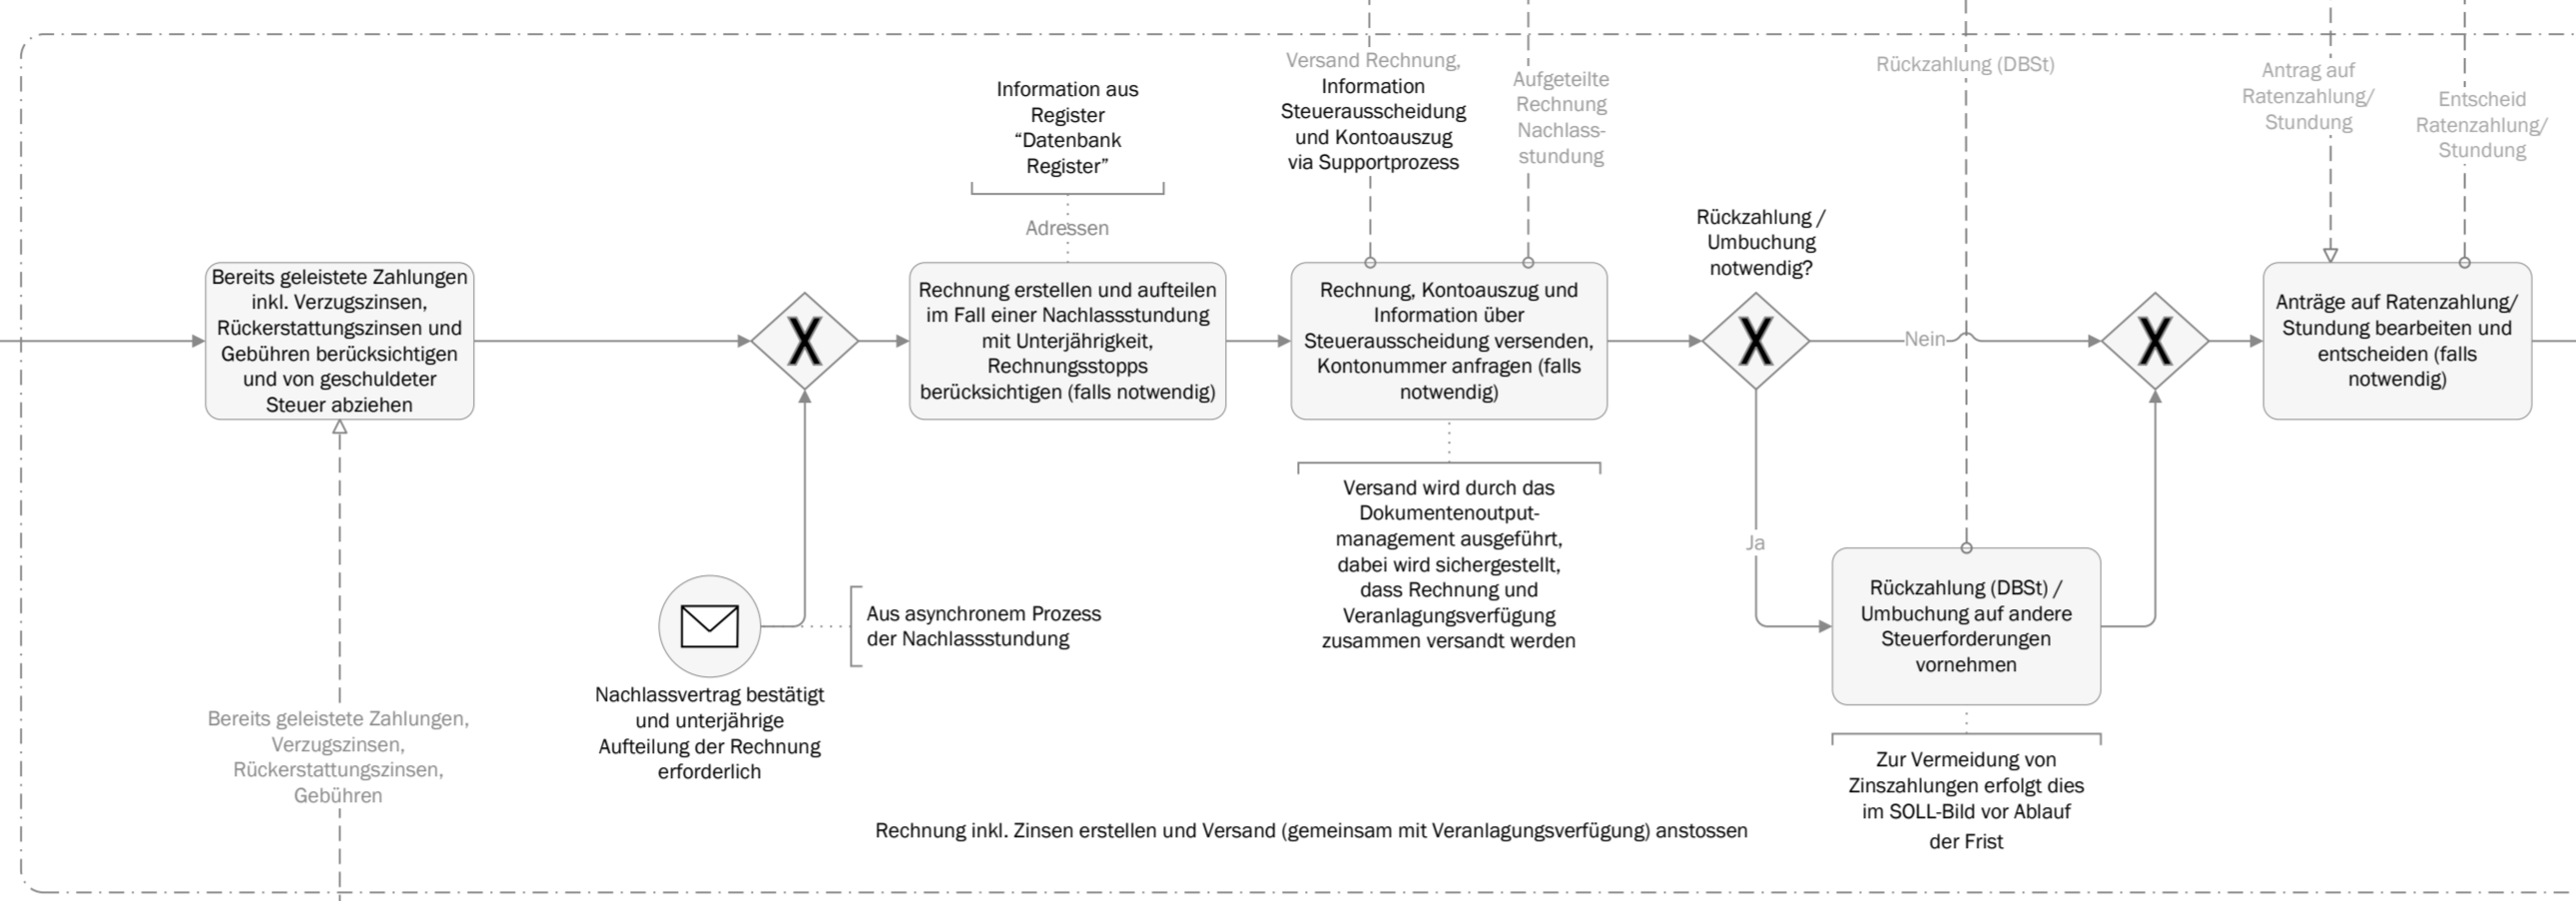 Bereits geleistete Zahlungen
inkl. Verzugszinsen,
Rückerstattungszinsen und
Gebühren berücksichtigen
und von geschuldeter
Steuer abziehen
Bereits geleistete Zahlungen,
Verzugszinsen,
Rückerstattungszinsen,
Gebühren
X
Nachlassvertrag bestätigt
und unterjährige
Aufteilung der Rechnung
erforderlich
Aus asynchronem Prozess
der Nachlassstundung
Information aus
Register
“Datenbank
Register”
Adressen
Rechnung erstellen und aufteilen
im Fall einer Nachlassstundung
mit Unterjährigkeit,
Rechnungsstopps
berücksichtigen (falls notwendig)
Versand Rechnung,
Information
Steuerausscheidung
und Kontoauszug
via Supportprozess
Aufgeteilte
Rechnung
Nachlass-
stundung
Rechnung, Kontoauszug und
Information über
Steuerausscheidung versenden,
Kontonummer anfragen (falls
notwendig)
Versand wird durch das
Dokumentenoutput-
management ausgeführt,
dabei wird sichergestellt,
dass Rechnung und
Veranlagungsverfügung
zusammen versandt werden
Rückzahlung /
Umbuchung
notwendig?
X
Nein
Ja
Rückzahlung (DBSt)
Rückzahlung (DBSt) /
Umbuchung auf andere
Steuerforderungen
vornehmen
Zur Vermeidung von
Zinszahlungen erfolgt dies
im SOLL-Bild vor Ablauf
der Frist
X
Antrag auf
Ratenzahlung/
Stundung
Entscheid
Ratenzahlung/
Stundung
Anträge auf Ratenzahlung/
Stundung bearbeiten und
entscheiden (falls
notwendig)
Rechnung inkl. Zinsen erstellen und Versand (gemeinsam mit Veranlagungsverfügung) anstossen